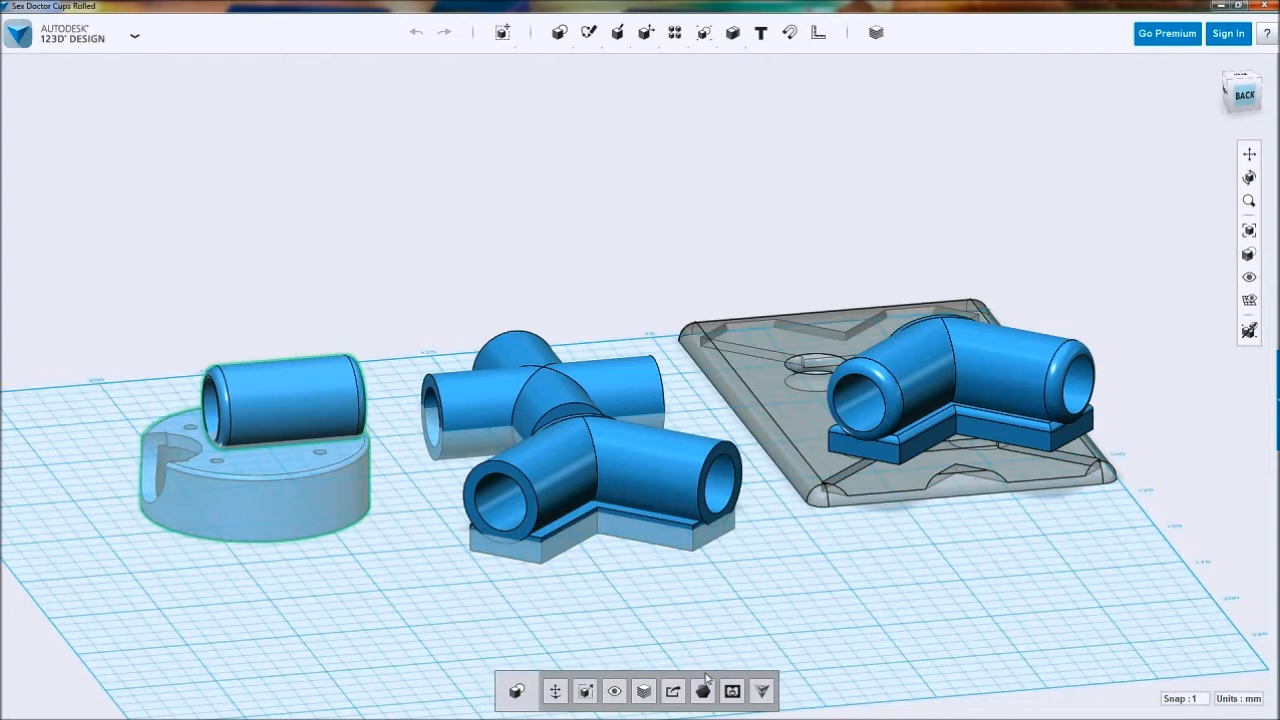 Sex Doctor Cups Rolled
AUTODESK®
123D® DESIGN
T
Go Premium
Sign In
?
BACK
Snap : 1
Units : mm